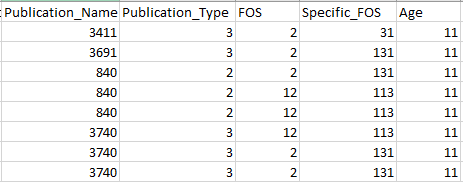 t Publication_Name Publication_Type FOS Specific_FOS Age
3411 3 2 31 11
3691 3 2 131 11
840 2 2 131 11
840 2 12 113 11
840 2 12 113 11
3740 3 12 113 11
3740 3 2 131 11
3740 3 2 131 11